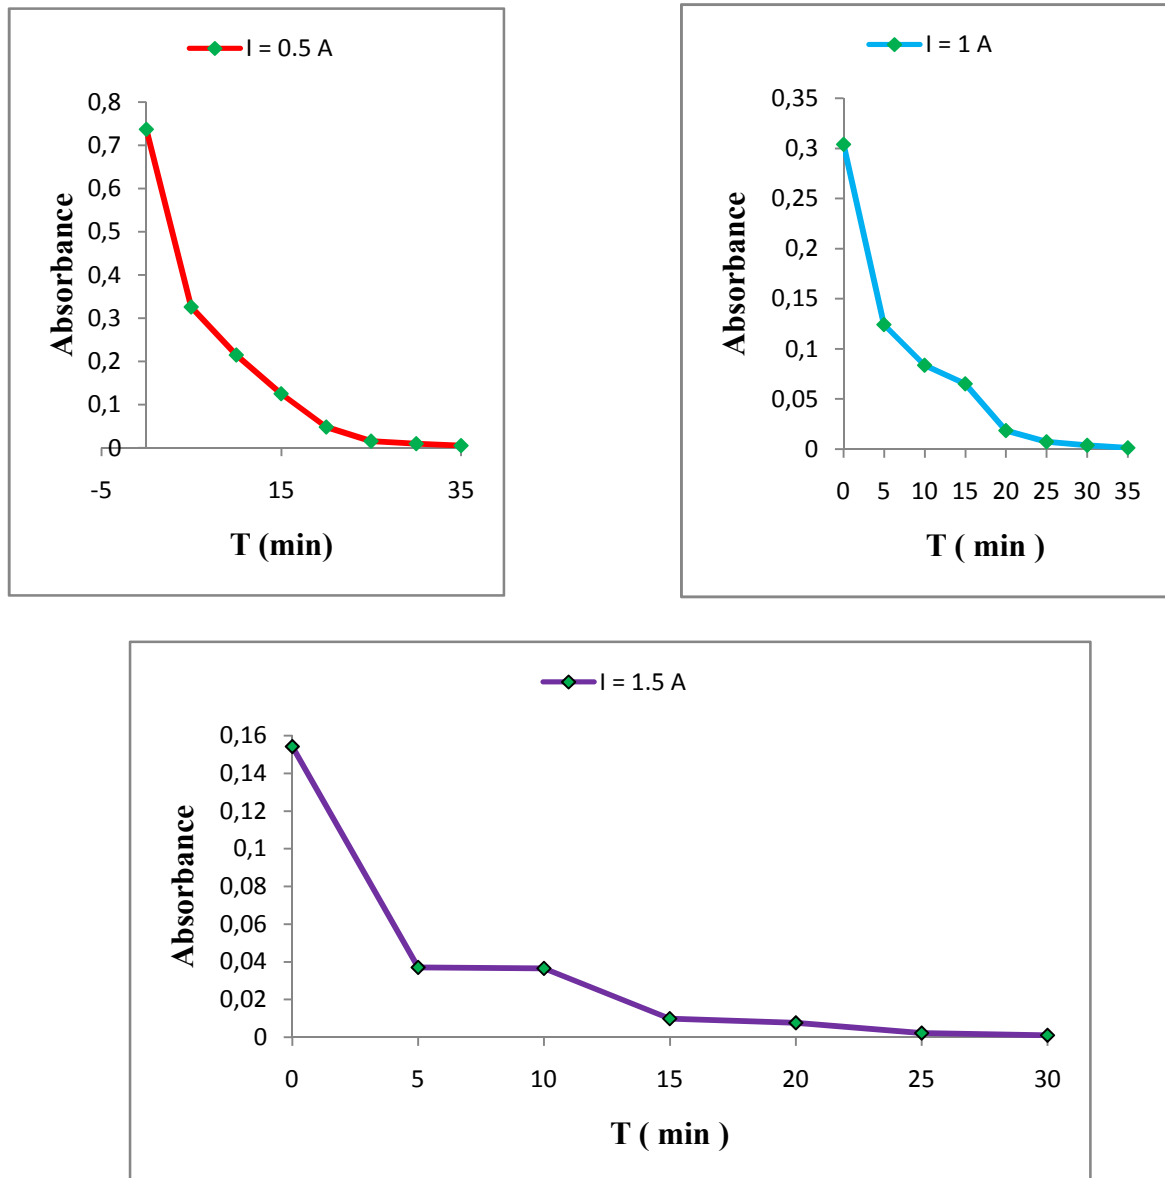 I = 0.5 A
0,8
0,7
0,6
0,5
0,4
0,3
0,2
0,1
0
-5 15 35
Absorbance
T (min)
I = 1 A
0,35
0,3
0,25
0,2
0,15
0,1
0,05
0
0 5 10 15 20 25 30 35
Absorbance
T ( min )
I = 1.5 A
0,16
0,14
0,12
0,1
0,08
0,06
0,04
0,02
0
0 5 10 15 20 25 30
Absorbance
T ( min )